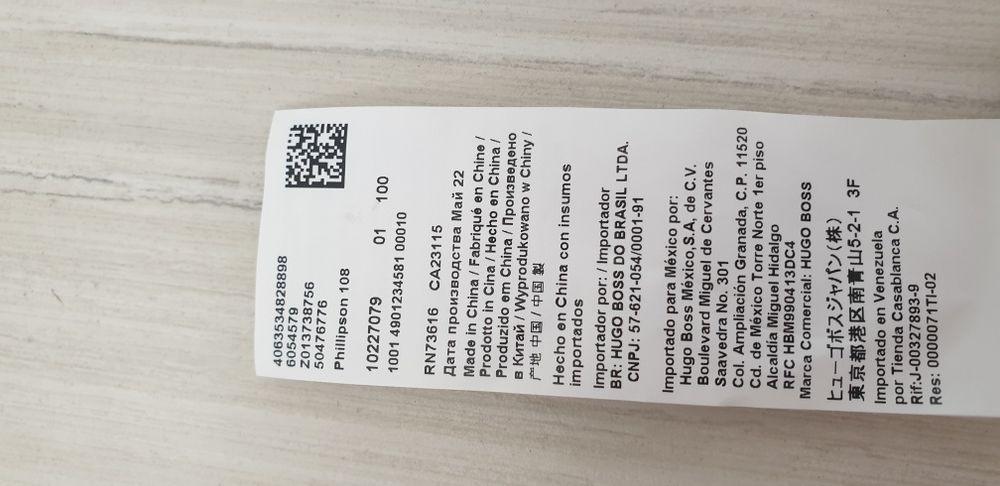 4063534828898
6054579
Z013738756
50476776
Phillipson 108
10227079 01 100
1001 4901234581 00010
RN73616 CA23115
Дата производства Май 22
Made in China / Fabriqué en Chine /
Prodotto in Cina / Hecho en China /
Produzido em China / Произведено
в Китай / Wyprodukowano w Chiny /
产地 中国 / 中国 製
Hecho en China con insumos
importados
Importador por: / Importador
BR: HUGO BOSS DO BRASIL LTDA.
CNPJ: 57-621-054/0001-91
Importado para México por:
Hugo Boss México,S.A, de C.V.
Boulevard Miguel de Cervantes
Saavedra No. 301
Col. Ampliación Granada, C.P. 11520
Cd. de México Torre Norte 1er piso
Alcaldía Miguel Hidalgo
RFC HBM990413DC4
Marca Comercial: HUGO BOSS
ヒューゴボスジャパン(株)
東京都港区南青山5-2-1 3F
Importado en Venezuela
por Tienda Casablanca C.A.
Rif:J-00327893-9
Res: 0000071TI-02